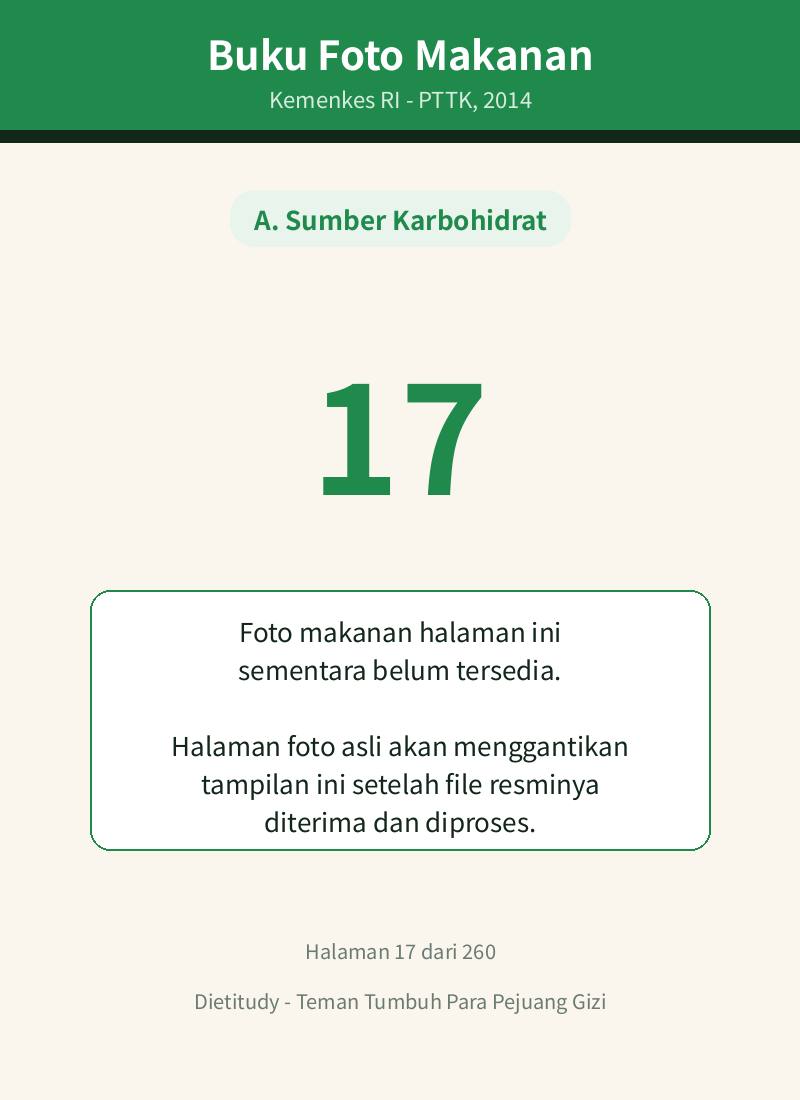 Buku Foto Makanan
Kemenkes RI - PTTK, 2014
A. Sumber Karbohidrat
17
Foto makanan halaman ini
sementara belum tersedia.
Halaman foto asli akan menggantikan
tampilan ini setelah file resminya
diterima dan diproses.
Halaman 17 dari 260
Dietitudy - Teman Tumbuh Para Pejuang Gizi